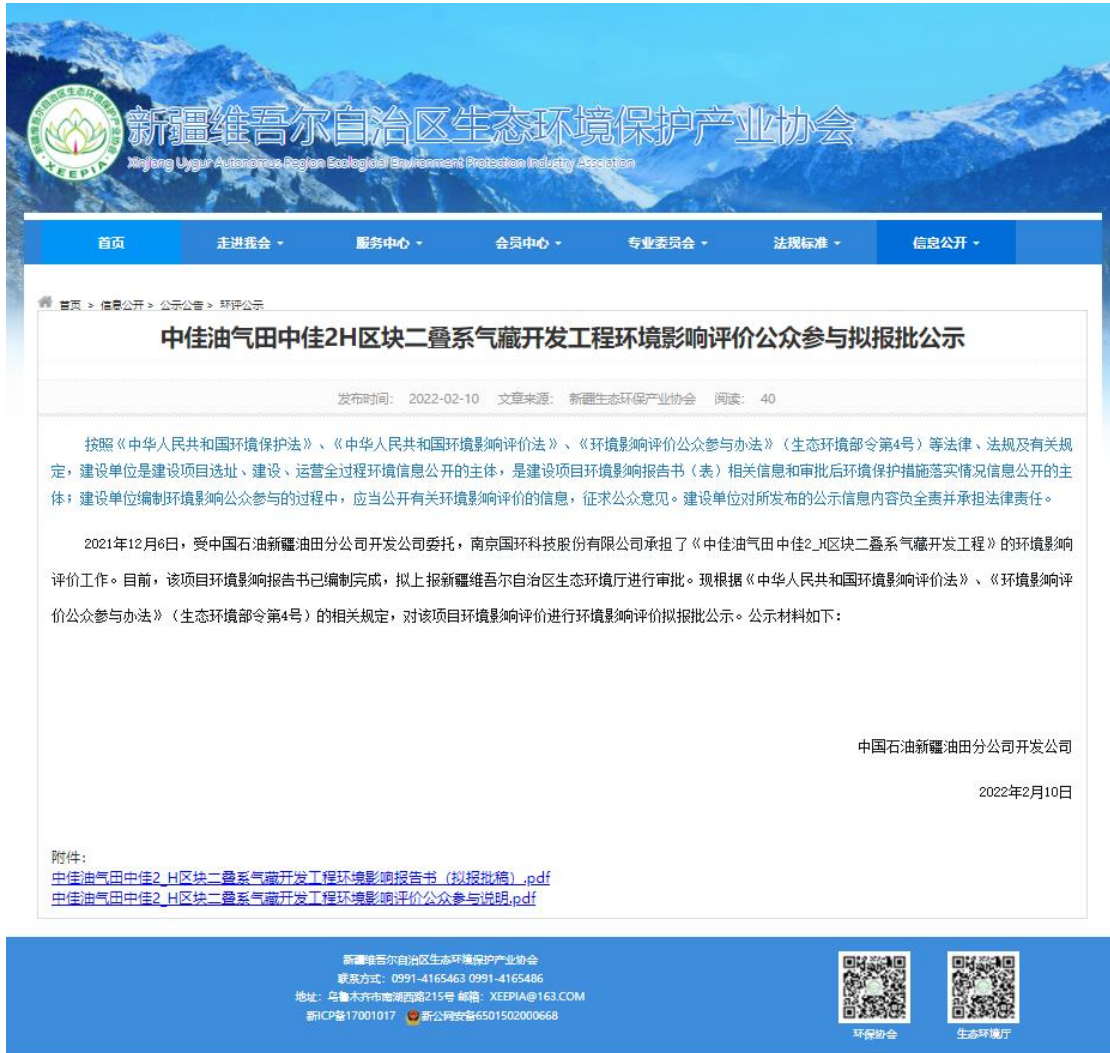 新疆维吾尔自治区生态环境保护产业协会
Xinjiang Uygur Autonomus Region Ecologicial Environment Protection Industry Assciation
XEEPIA
首页 走进我会 服务中心 会员中心 专业委员会 法规标准 信息公开
首页 > 信息公开 > 公示公告 > 环评公示
中佳油气田中佳2H区块二叠系气藏开发工程环境影响评价公众参与拟报批公示
发布时间: 2022-02-10 文章来源: 新疆生态环保产业协会 阅读: 40
按照《中华人民共和国环境保护法》、《中华人民共和国环境影响评价法》、《环境影响评价公众参与办法》（生态环境部令第4号）等法律、法规及有关规
定，建设单位是建设项目选址、建设、运营全过程环境信息公开的主体，是建设项目环境影响报告书（表）相关信息和审批后环境保护措施落实情况信息公开的主
体；建设单位编制环境影响公众参与的过程中，应当公开有关环境影响评价的信息，征求公众意见。建设单位对所发布的公示信息内容负全责并承担法律责任。
2021年12月6日，受中国石油新疆油田分公司开发公司委托，南京国环科技股份有限公司承担了《中佳油气田中佳2_H区块二叠系气藏开发工程》的环境影响
评价工作。目前，该项目环境影响报告书已编制完成，拟上报新疆维吾尔自治区生态环境厅进行审批。现根据《中华人民共和国环境影响评价法》、《环境影响评
价公众参与办法》（生态环境部令第4号）的相关规定，对该项目环境影响评价进行环境影响评价拟报批公示。公示材料如下：
中国石油新疆油田分公司开发公司
2022年2月10日
附件：
中佳油气田中佳2_H区块二叠系气藏开发工程环境影响报告书（拟报批稿）.pdf
中佳油气田中佳2_H区块二叠系气藏开发工程环境影响评价公众参与说明.pdf
新疆维吾尔自治区生态环境保护产业协会
联系方式：0991-4165463 0991-4165486
地址：乌鲁木齐市南湖西路215号 邮箱：XEEPIA@163.COM
新ICP备17001017 新公网安备6501502000668
环保协会 生态环境厅